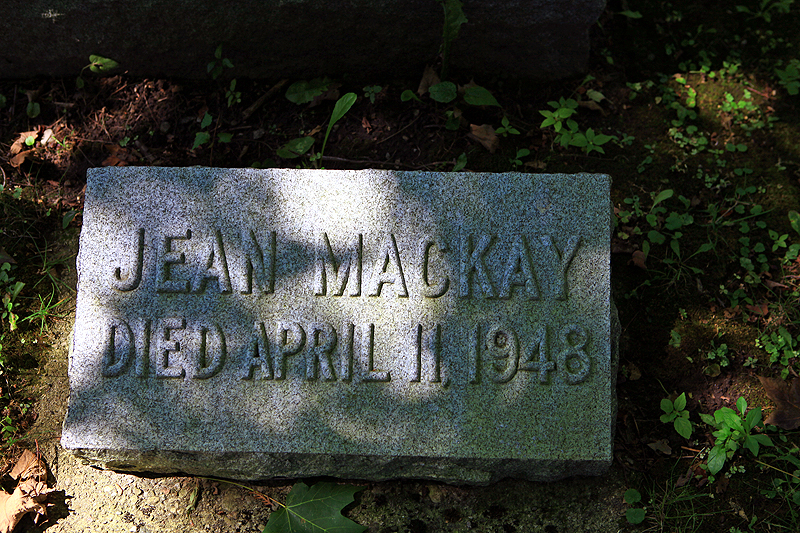 JEAN MACKAY
DIED APRIL 11, 1948